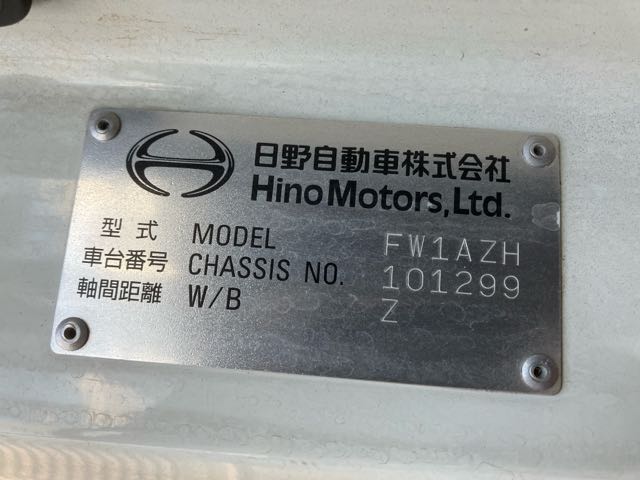 日野自動車株式会社
Hino Motors, Ltd.
型式 MODEL FW1AZH
車台番号 CHASSIS NO. 101299
軸間距離 W/B Z